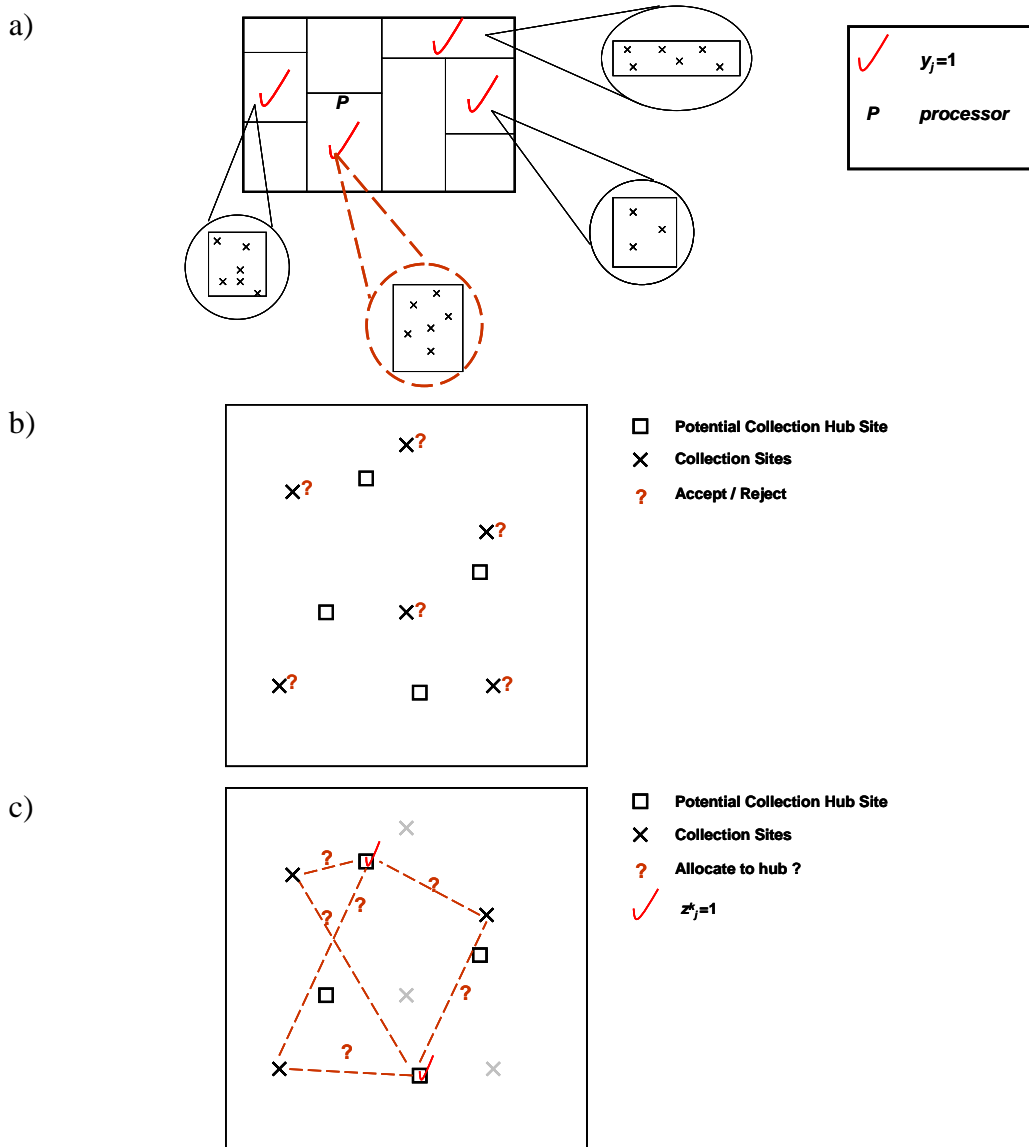 a)
P
y_j=1
P processor
b)
? ? ? ? ? ?
Potential Collection Hub Site
Collection Sites
? Accept / Reject
c)
? ? ? ? ? ?
Potential Collection Hub Site
Collection Sites
? Allocate to hub ?
z^k_j=1